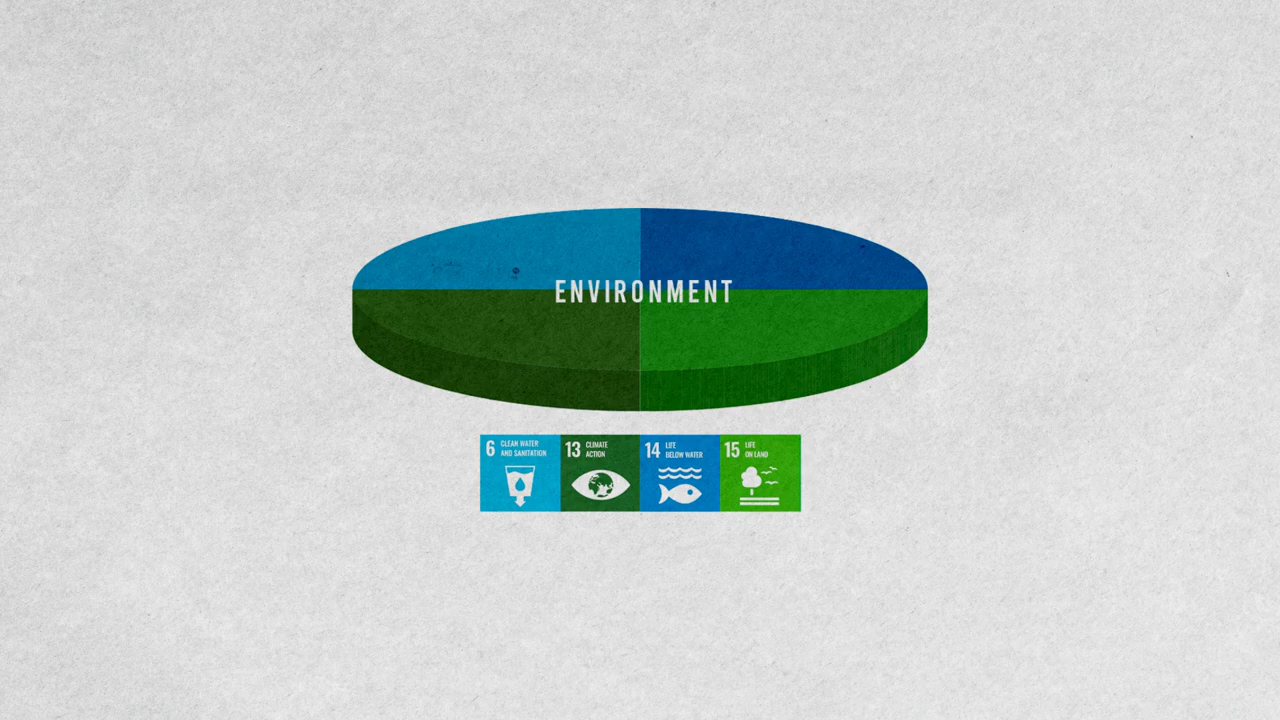 ENVIRONMENT
6 CLEAN WATER
AND SANITATION
13 CLIMATE
ACTION
14 LIFE
BELOW WATER
15 LIFE
ON LAND